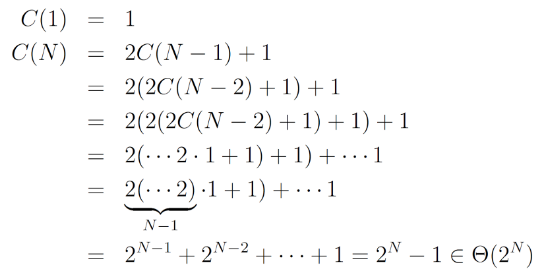 C(1) = 1
C(N) = 2C(N − 1) + 1
= 2(2C(N − 2) + 1) + 1
= 2(2(2C(N − 2) + 1) + 1) + 1
= 2(⋯2 · 1 + 1) + 1) + ⋯1
= 2(⋯2) ·1 + 1) + ⋯1
N−1
= 2^{N−1} + 2^{N−2} + ⋯ + 1 = 2^N − 1 ∈ Θ(2^N)